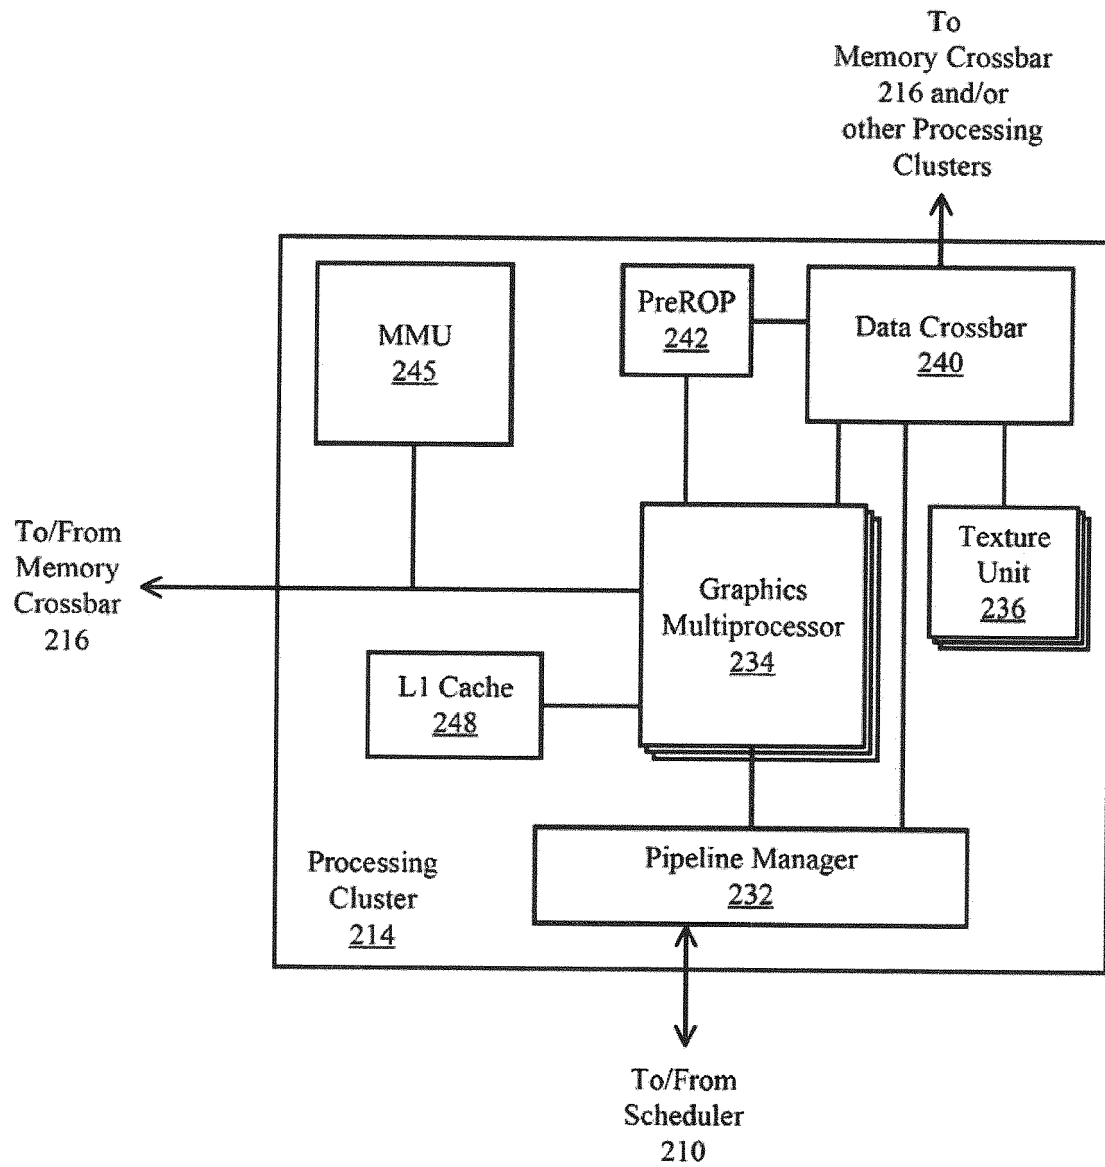 To
Memory Crossbar
216 and/or
other Processing
Clusters
MMU
245
PreROP
242
Data Crossbar
240
To/From
Memory
Crossbar
216
Graphics
Multiprocessor
234
Texture
Unit
236
L1 Cache
248
Pipeline Manager
232
Processing
Cluster
214
To/From
Scheduler
210